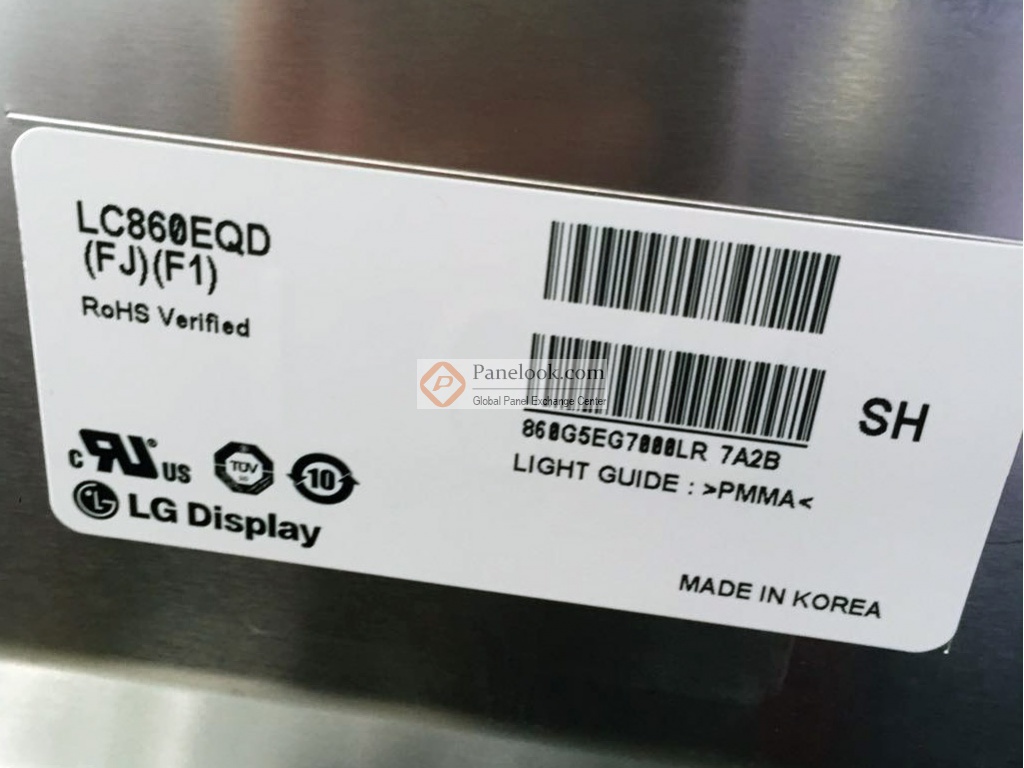 LC860EQD
(FJ)(F1)
RoHS Verified
Panelook.com
Global Panel Exchange Center
SH
860G5EG7000LR 7A2B
LIGHT GUIDE : >PMMA<
c RU US
TÜV
10
LG Display
MADE IN KOREA